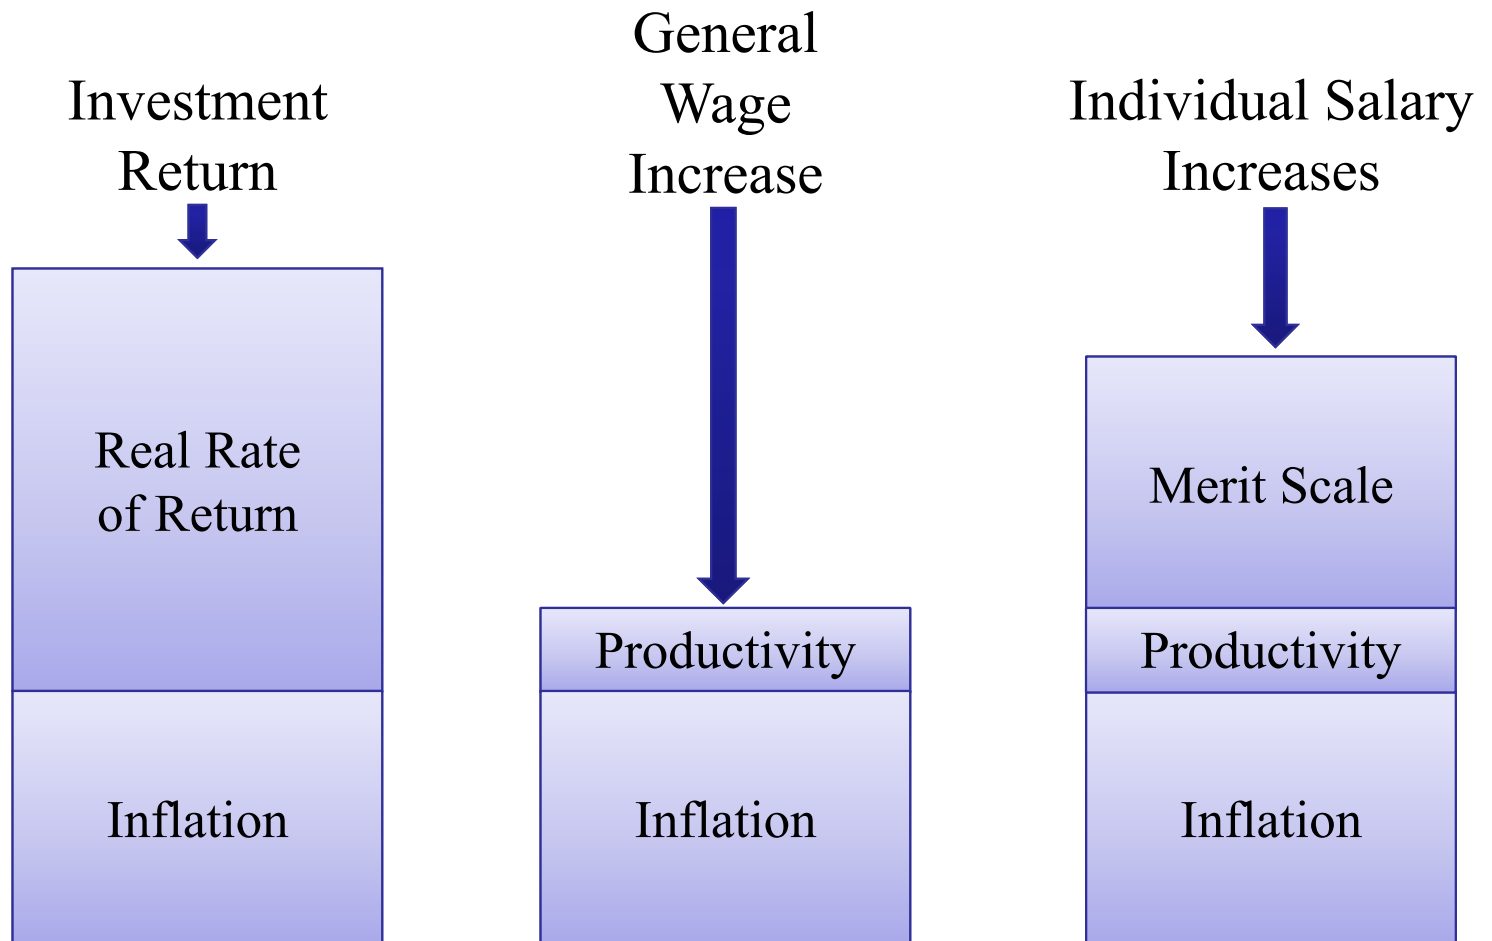 Investment
Return
Real Rate
of Return
Inflation
General
Wage
Increase
Productivity
Inflation
Individual Salary
Increases
Merit Scale
Productivity
Inflation